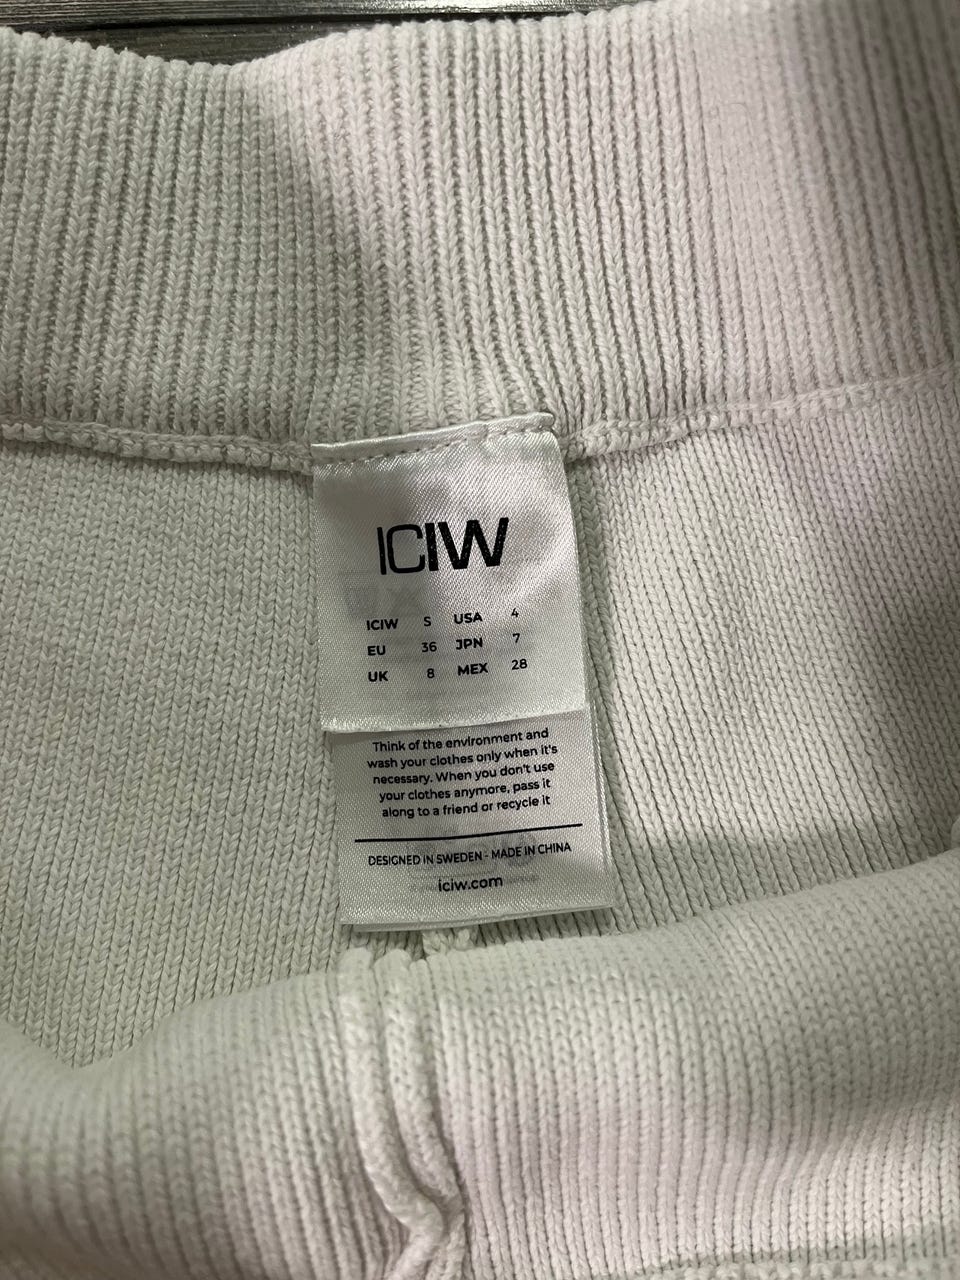 ICIW
ICIW S USA 4
EU 36 JPN 7
UK 8 MEX 28
Think of the environment and
wash your clothes only when it's
necessary. When you don't use
your clothes anymore, pass it
along to a friend or recycle it
DESIGNED IN SWEDEN - MADE IN CHINA
iciw.com